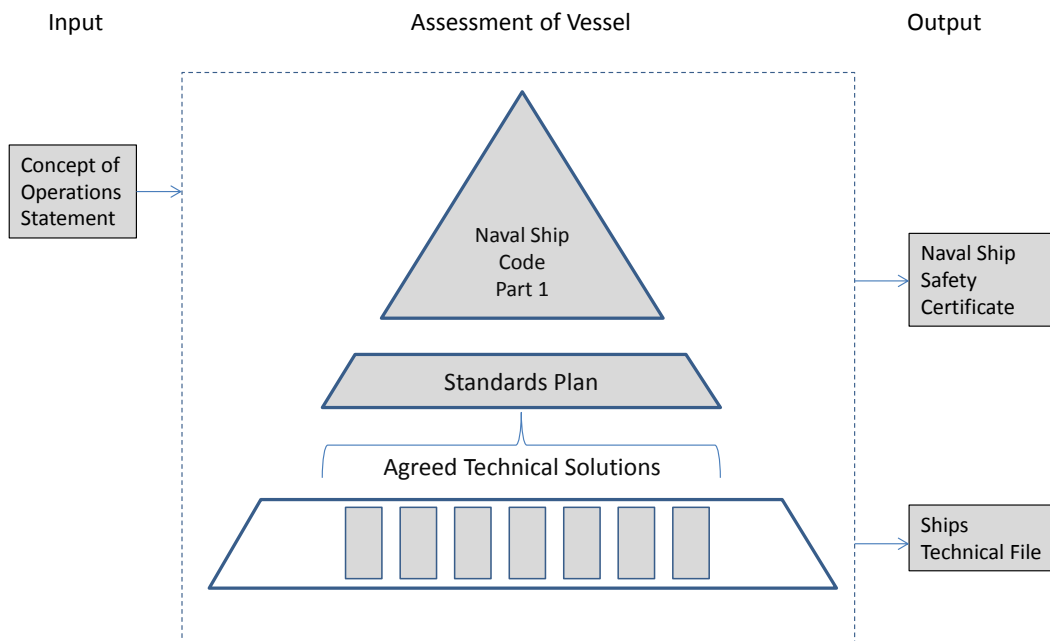 Input
Assessment of Vessel
Output
Concept of
Operations
Statement
Naval Ship
Code
Part 1
Naval Ship
Safety
Certificate
Standards Plan
Agreed Technical Solutions
Ships
Technical File